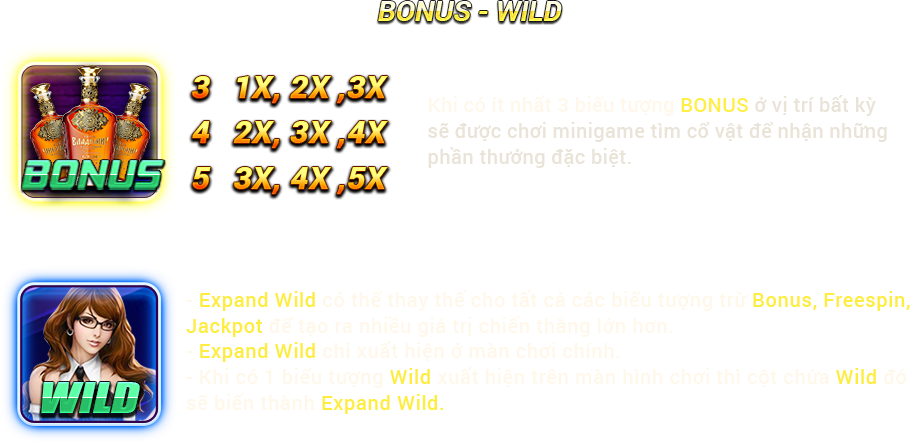 BONUS - WILD
BONUS
3 1X, 2X ,3X
4 2X, 3X ,4X
5 3X, 4X ,5X
Khi có ít nhất 3 biểu tượng BONUS ở vị trí bất kỳ
sẽ được chơi minigame tìm cổ vật để nhận những
phần thưởng đặc biệt.
WILD
- Expand Wild có thể thay thế cho tất cả các biểu tượng trừ Bonus, Freespin,
Jackpot để tạo ra nhiều giá trị chiến thắng lớn hơn.
- Expand Wild chỉ xuất hiện ở màn chơi chính.
- Khi có 1 biểu tượng Wild xuất hiện trên màn hình chơi thì cột chứa Wild đó
sẽ biến thành Expand Wild.